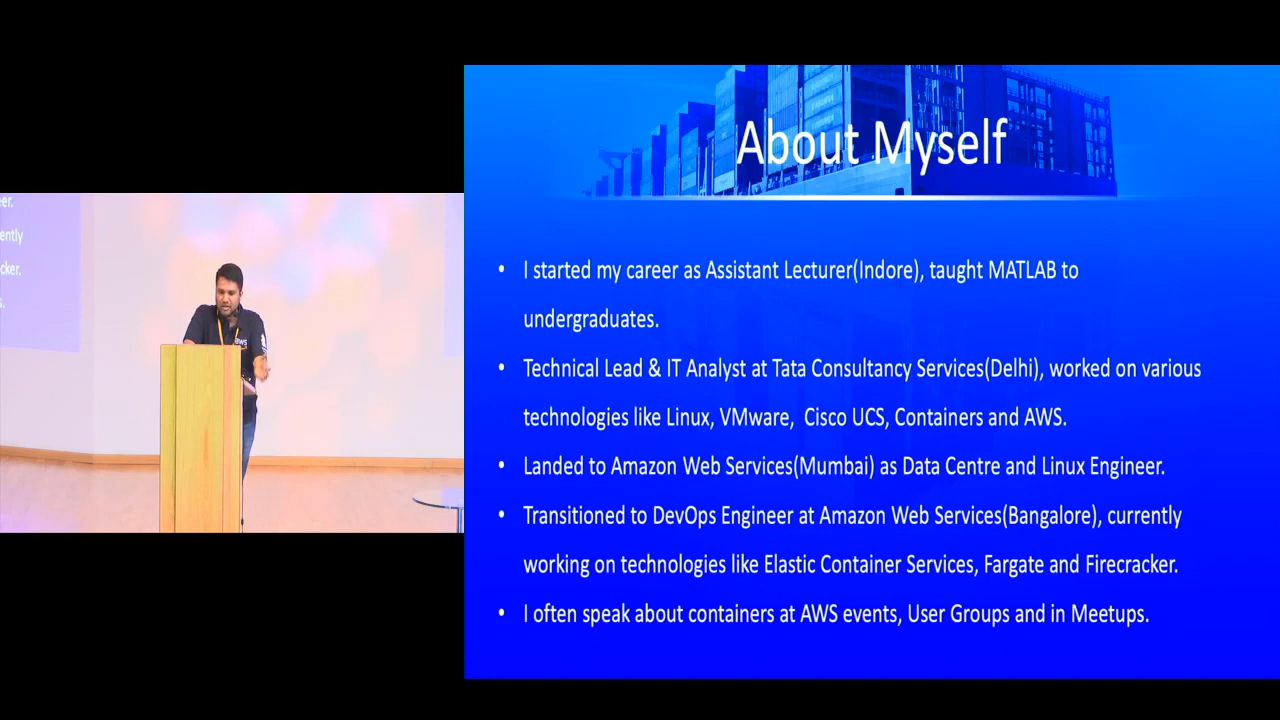 About Myself
• I started my career as Assistant Lecturer(Indore), taught MATLAB to
undergraduates.
• Technical Lead & IT Analyst at Tata Consultancy Services(Delhi), worked on various
technologies like Linux, VMware, Cisco UCS, Containers and AWS.
• Landed to Amazon Web Services(Mumbai) as Data Centre and Linux Engineer.
• Transitioned to DevOps Engineer at Amazon Web Services(Bangalore), currently
working on technologies like Elastic Container Services, Fargate and Firecracker.
• I often speak about containers at AWS events, User Groups and in Meetups.
er.
ently
cker.
s.
aws